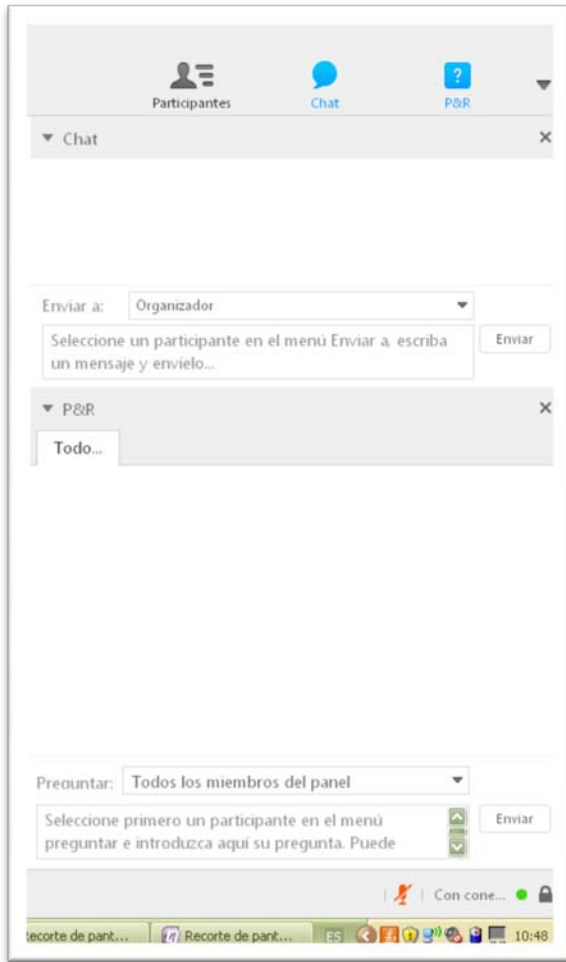 Participantes Chat P&R
?
Chat
Enviar a: Organizador
Seleccione un participante en el menú Enviar a, escriba
un mensaje y envíelo...
Enviar
P&R
Todo...
Preguntar: Todos los miembros del panel
Seleccione primero un participante en el menú
preguntar e introduzca aquí su pregunta. Puede
Enviar
Con cone...
tecorte de pant... Recorte de pant... ES 10:48